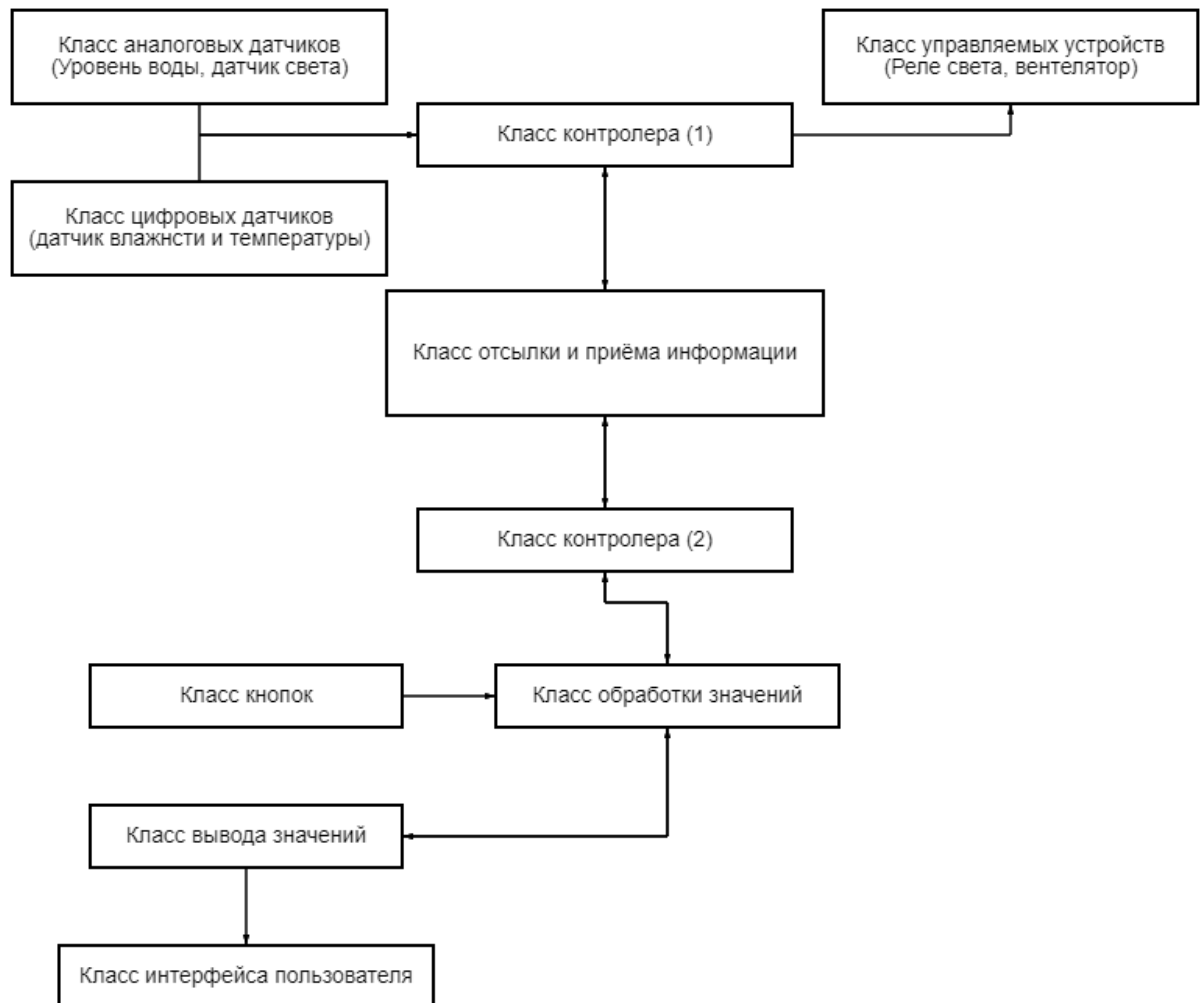 Класс аналоговых датчиков
(Уровень воды, датчик света)
Класс управляемых устройств
(Реле света, вентелятор)
Класс контролера (1)
Класс цифровых датчиков
(датчик влажнсти и температуры)
Класс отсылки и приёма информации
Класс контролера (2)
Класс кнопок
Класс обработки значений
Класс вывода значений
Класс интерфейса пользователя